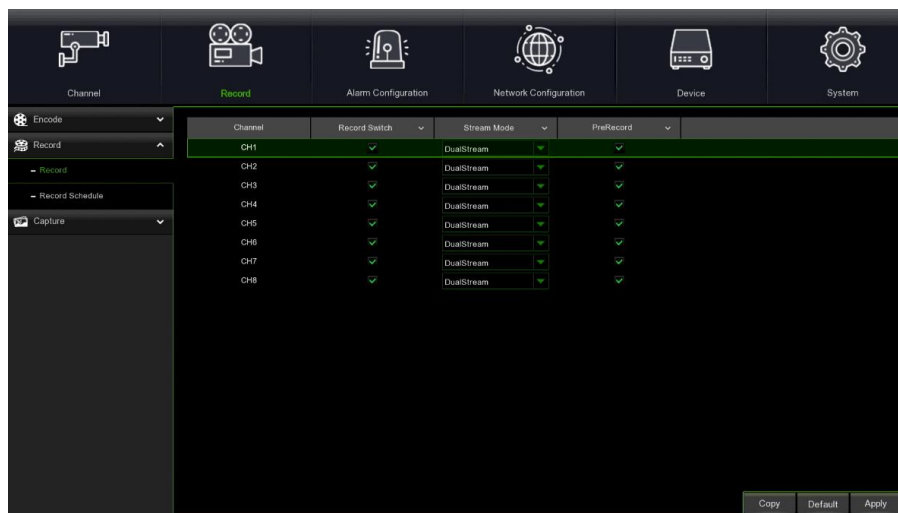 Channel Record Alarm Configuration Network Configuration Device System
Encode
Record
– Record
– Record Schedule
Capture
Channel Record Switch Stream Mode PreRecord
CH1 DualStream
CH2 DualStream
CH3 DualStream
CH4 DualStream
CH5 DualStream
CH6 DualStream
CH7 DualStream
CH8 DualStream
Copy Default Apply